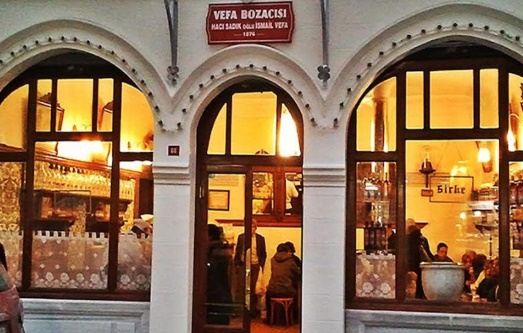 VEFA BOZACISI
HACI SADIK OĞLU İSMAİL VEFA
1876
Sirke